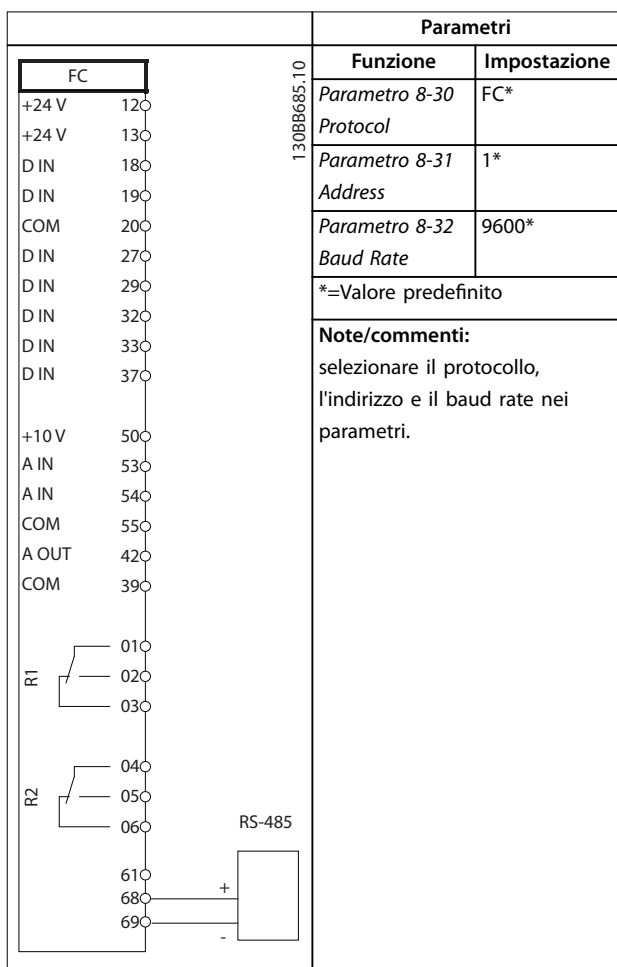 Parametri
Funzione Impostazione
Parametro 8-30 FC*
Protocol
Parametro 8-31 1*
Address
Parametro 8-32 9600*
Baud Rate
*=Valore predefinito
Note/commenti:
selezionare il protocollo,
l'indirizzo e il baud rate nei
parametri.
130BB685.10
FC
+24 V 12
+24 V 13
D IN 18
D IN 19
COM 20
D IN 27
D IN 29
D IN 32
D IN 33
D IN 37
+10 V 50
A IN 53
A IN 54
COM 55
A OUT 42
COM 39
R1
01
02
03
R2
04
05
06
RS-485
61
68 +
69 -